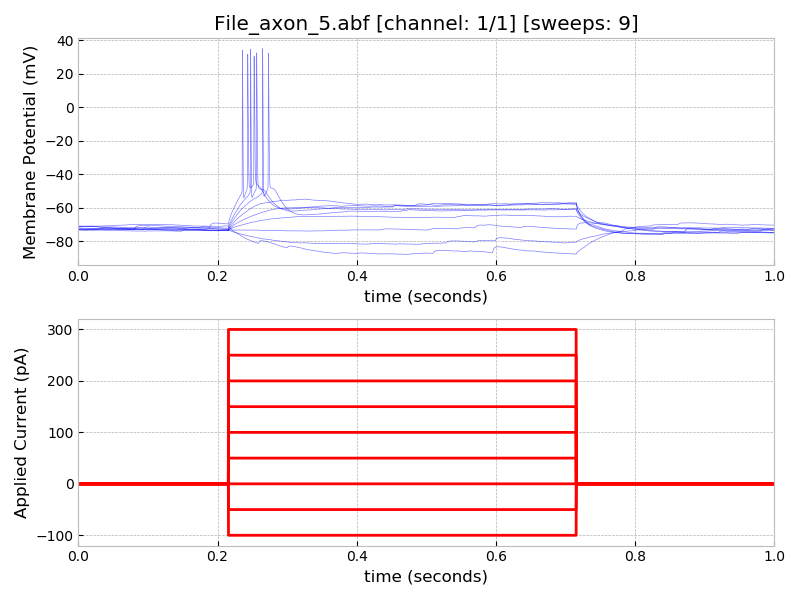 File_axon_5.abf [channel: 1/1] [sweeps: 9]
40
20
0
−20
−40
−60
−80
Membrane Potential (mV)
0.0 0.2 0.4 0.6 0.8 1.0
time (seconds)
300
200
100
0
−100
Applied Current (pA)
0.0 0.2 0.4 0.6 0.8 1.0
time (seconds)